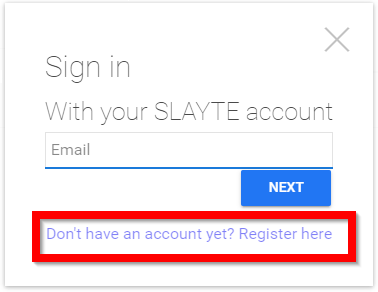 Sign in
With your SLAYTE account
Email
NEXT
Don't have an account yet? Register here